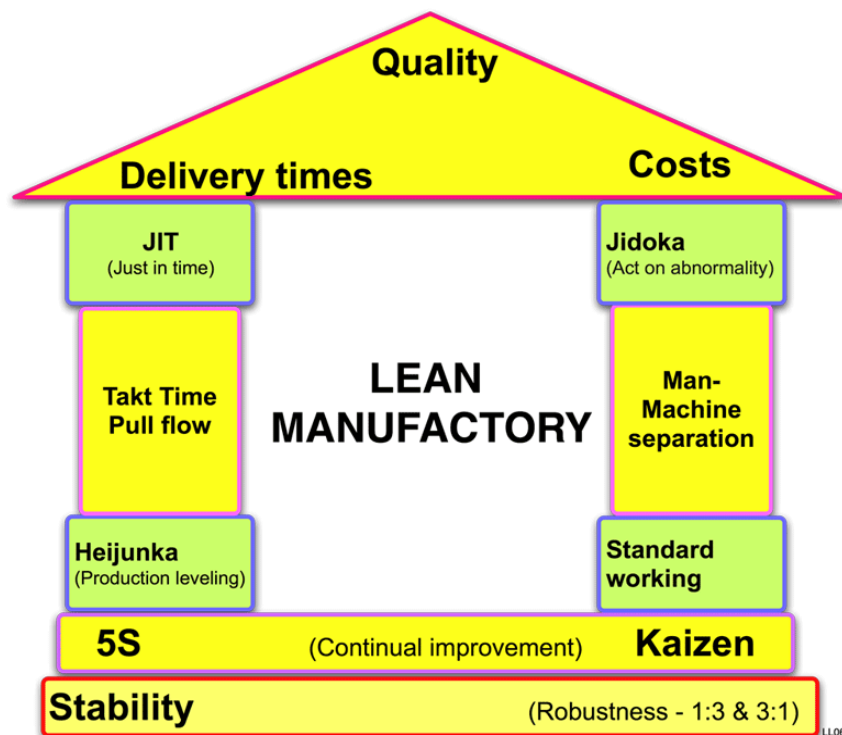 Quality
Delivery times
Costs
JIT
(Just in time)
Jidoka
(Act on abnormality)
Takt Time
Pull flow
LEAN
MANUFACTORY
Man-
Machine
separation
Heijunka
(Production leveling)
Standard
working
5S
(Continual improvement)
Kaizen
Stability
(Robustness - 1:3 & 3:1)